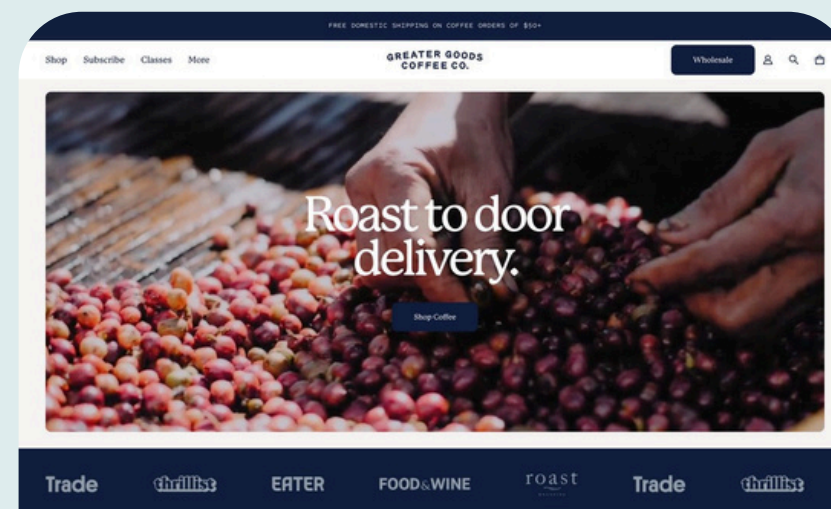 FREE DOMESTIC SHIPPING ON COFFEE ORDERS OF $50+
Shop Subscribe Classes More
GREATER GOODS
COFFEE CO.
Wholesale
Roast to door
delivery.
Shop Coffee
Trade thrillist EATER FOOD&WINE roast Trade thrillist